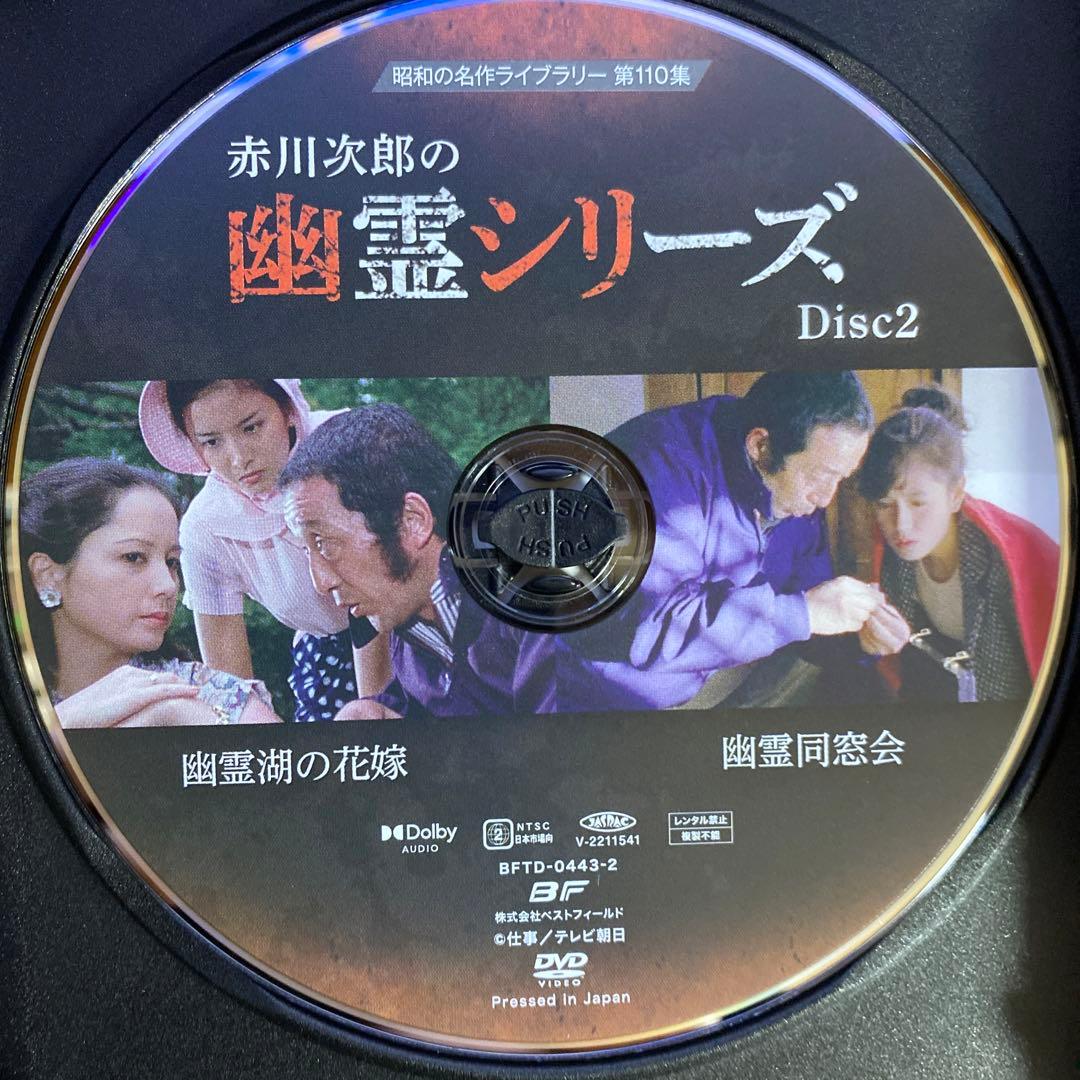 昭和の名作ライブラリー 第110集
赤川次郎の
幽霊シリーズ
Disc2
PUSH
PUSH
幽霊湖の花嫁
幽霊同窓会
Dolby
AUDIO
2
NTSC
日本市場向
JASRAC
V-2211541
レンタル禁止
複製不能
BFTD-0443-2
BF
株式会社ベストフィールド
©仕事／テレビ朝日
DVD
VIDEO
Pressed in Japan